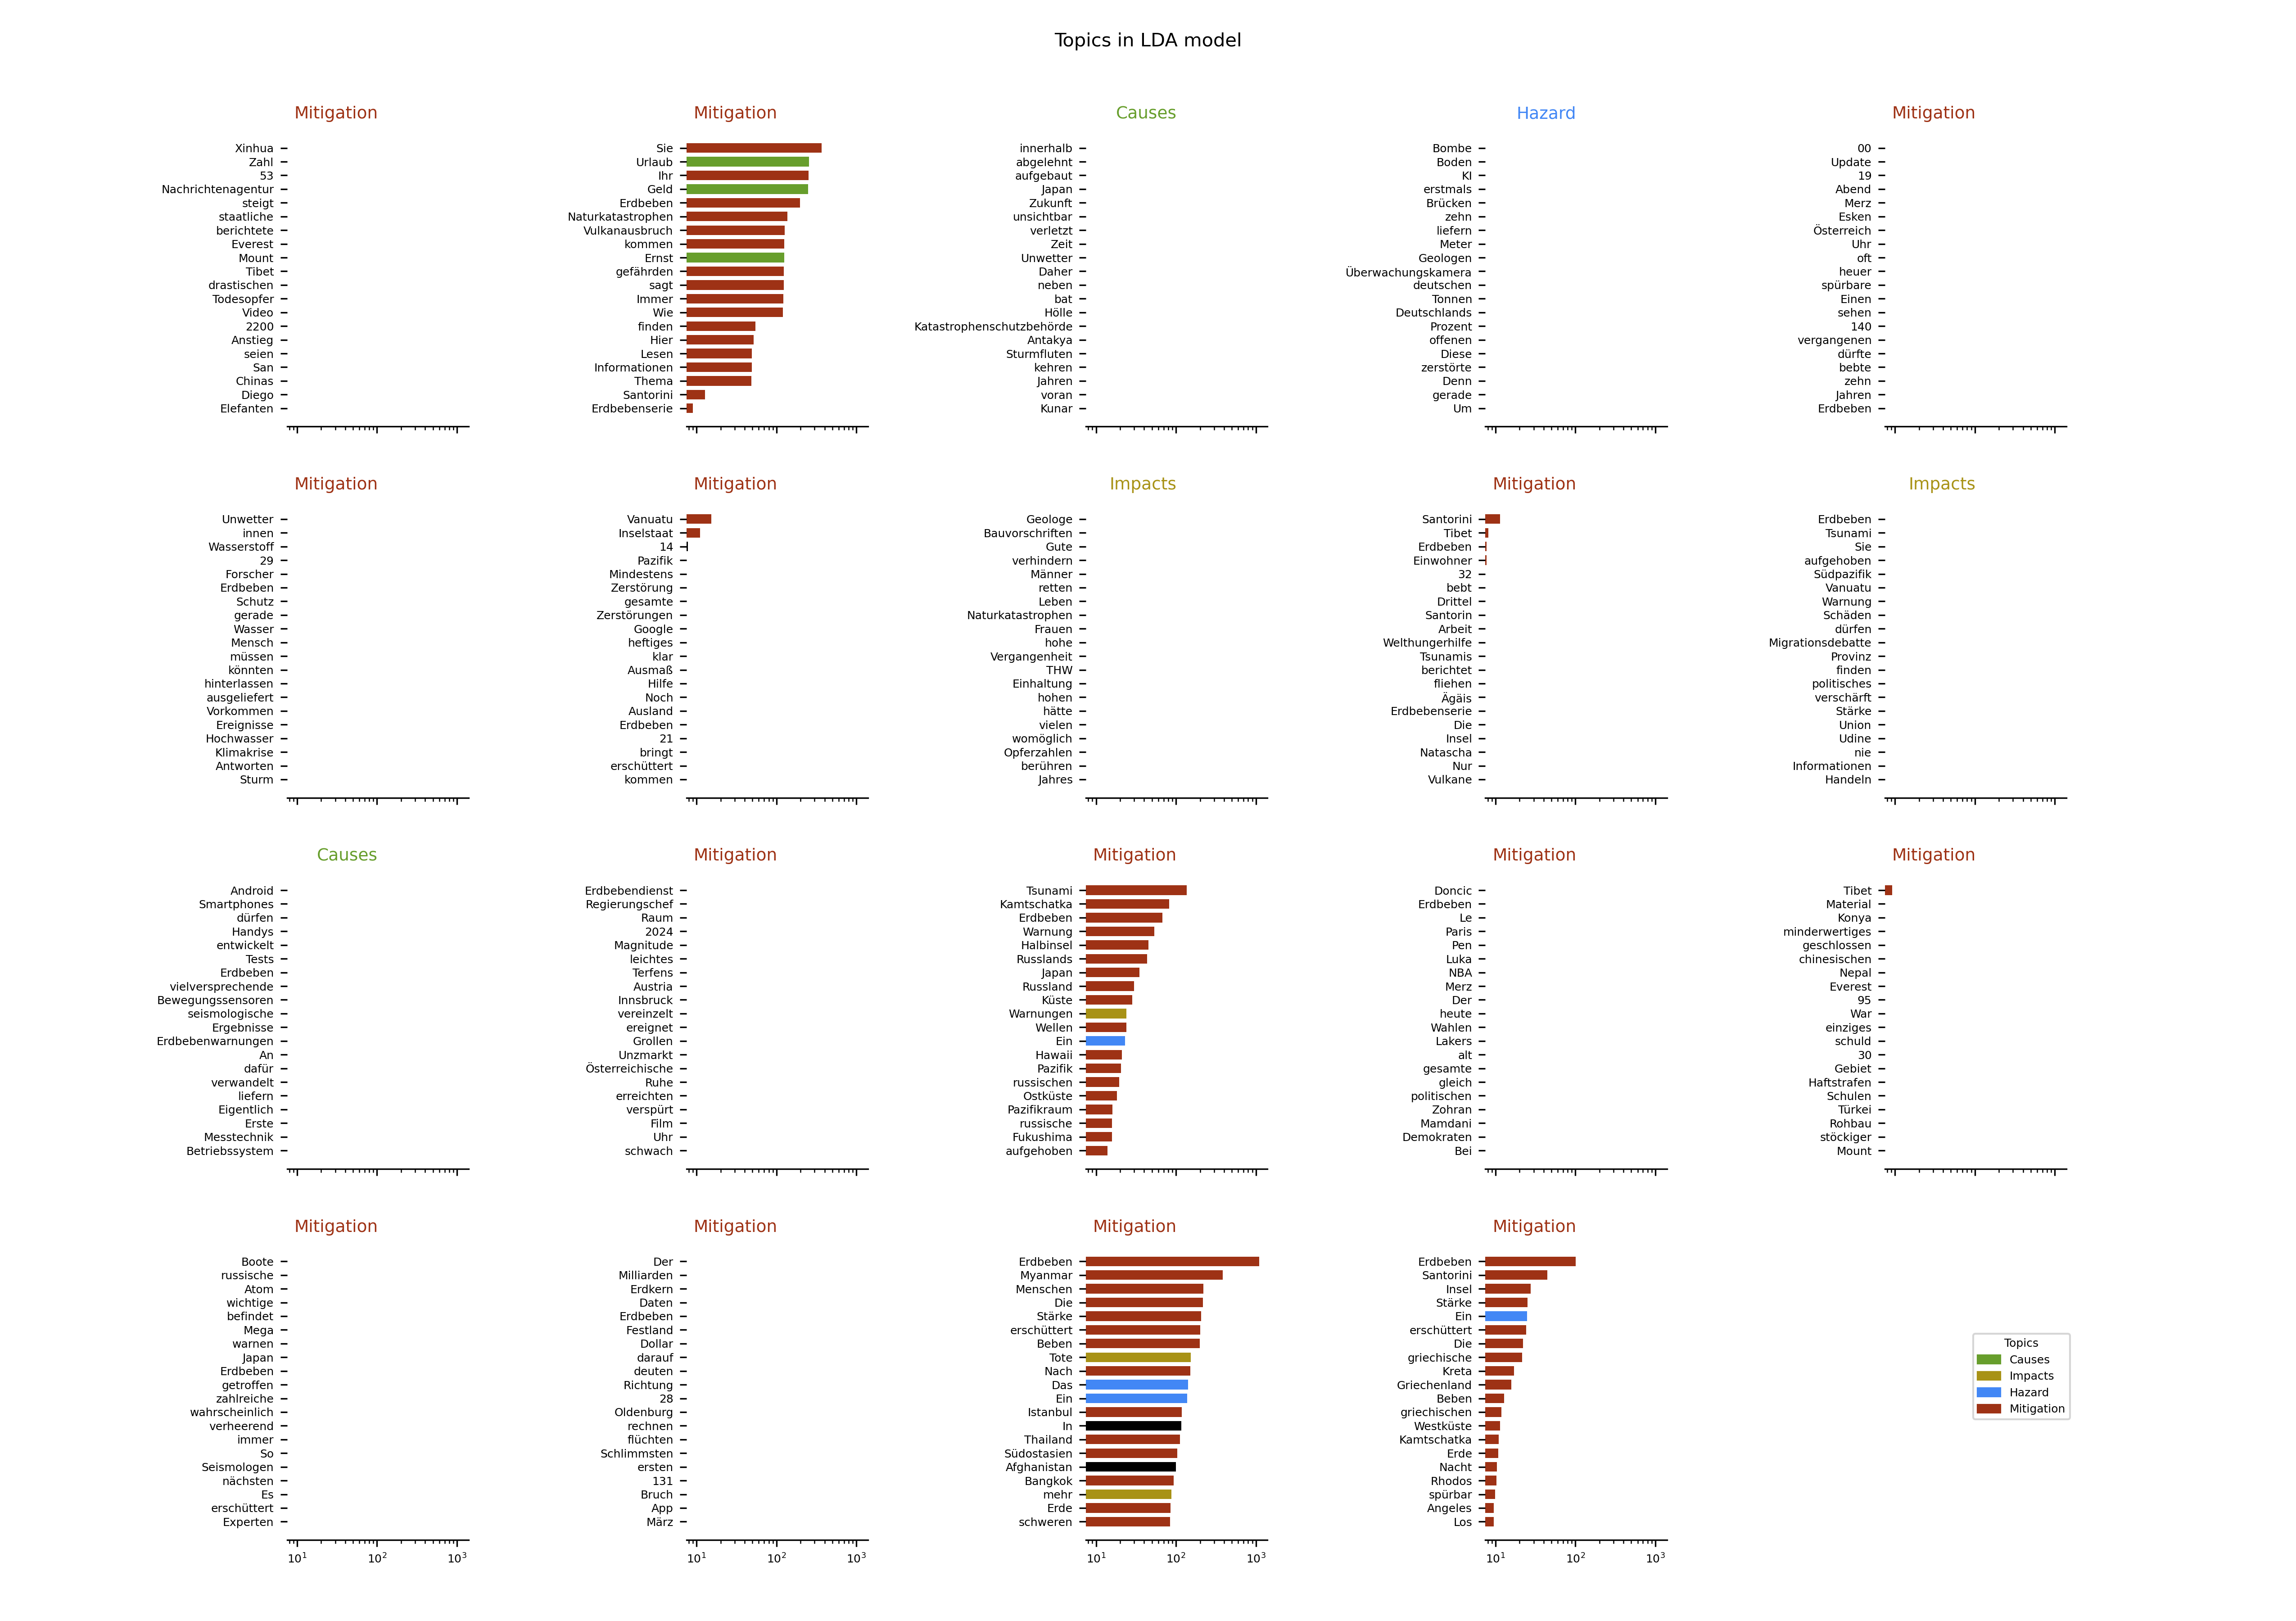 Topics in LDA model
Mitigation
Xinhua
Zahl
53
Nachrichtenagentur
steigt
staatliche
berichtete
Everest
Mount
Tibet
drastischen
Todesopfer
Video
2200
Anstieg
seien
San
Chinas
Diego
Elefanten
Mitigation
Sie
Urlaub
Ihr
Geld
Erdbeben
Naturkatastrophen
Vulkanausbruch
kommen
Ernst
gefährden
sagt
Immer
Wie
finden
Hier
Lesen
Informationen
Thema
Santorini
Erdbebenserie
Causes
innerhalb
abgelehnt
aufgebaut
Japan
Zukunft
unsichtbar
verletzt
Zeit
Unwetter
Daher
neben
bat
Hölle
Katastrophenschutzbehörde
Antakya
Sturmfluten
kehren
Jahren
voran
Kunar
Hazard
Bombe
Boden
KI
erstmals
Brücken
zehn
liefern
Meter
Geologen
Überwachungskamera
deutschen
Tonnen
Deutschlands
Prozent
offenen
Diese
zerstörte
Denn
gerade
Um
Mitigation
00
Update
19
Abend
Merz
Esken
Österreich
Uhr
oft
heuer
spürbare
Einen
sehen
140
vergangenen
dürfte
bebte
zehn
Jahren
Erdbeben
Mitigation
Unwetter
innen
Wasserstoff
29
Forscher
Erdbeben
Schutz
gerade
Wasser
Mensch
müssen
könnten
hinterlassen
ausgeliefert
Vorkommen
Ereignisse
Hochwasser
Klimakrise
Antworten
Sturm
Mitigation
Vanuatu
Inselstaat
14
Pazifik
Mindestens
Zerstörung
gesamte
Zerstörungen
Google
heftiges
klar
Ausmaß
Hilfe
Noch
Ausland
Erdbeben
21
bringt
erschüttert
kommen
Impacts
Geologe
Bauvorschriften
Gute
verhindern
Männer
retten
Leben
Naturkatastrophen
Frauen
hohe
Vergangenheit
THW
Einhaltung
hohen
hätte
vielen
womöglich
Opferzahlen
berühren
Jahres
Mitigation
Santorini
Tibet
Erdbeben
Einwohner
32
bebt
Drittel
Santorin
Arbeit
Welthungerhilfe
Tsunamis
berichtet
fliehen
Ägäis
Erdbebenserie
Die
Insel
Natascha
Nur
Vulkane
Impacts
Erdbeben
Tsunami
Sie
aufgehoben
Südpazifik
Vanuatu
Warnung
Schäden
dürfen
Migrationsdebatte
Provinz
finden
politisches
verschärft
Stärke
Union
Udine
nie
Informationen
Handeln
Causes
Android
Smartphones
dürfen
Handys
entwickelt
Tests
Erdbeben
vielversprechende
Bewegungssensoren
seismologische
Ergebnisse
Erdbebenwarnungen
An
dafür
verwandelt
liefern
Eigentlich
Erste
Messtechnik
Betriebssystem
Mitigation
Erdbebendienst
Regierungschef
Raum
2024
Magnitude
leichtes
Terfens
Austria
Innsbruck
vereinzelt
ereignet
Grollen
Unzmarkt
Österreichische
Ruhe
erreichten
verspürt
Film
Uhr
schwach
Mitigation
Tsunami
Kamtschatka
Erdbeben
Warnung
Halbinsel
Russlands
Japan
Russland
Küste
Warnungen
Wellen
Ein
Hawaii
Pazifik
russischen
Ostküste
Pazifikraum
russische
Fukushima
aufgehoben
Mitigation
Doncic
Erdbeben
Le
Paris
Pen
Luka
NBA
Merz
Der
heute
Wahlen
Lakers
alt
gesamte
gleich
politischen
Zohran
Mamdani
Demokraten
Bei
Mitigation
Tibet
Material
Konya
minderwertiges
geschlossen
chinesischen
Nepal
Everest
95
War
einziges
schuld
30
Gebiet
Haftstrafen
Schulen
Türkei
Rohbau
stöckiger
Mount
Mitigation
Boote
russische
Atom
wichtige
befindet
Mega
warnen
Japan
Erdbeben
getroffen
zahlreiche
wahrscheinlich
verheerend
immer
So
Seismologen
nächsten
Es
erschüttert
Experten
10¹ 10² 10³
Mitigation
Der
Milliarden
Erdkern
Daten
Erdbeben
Festland
Dollar
darauf
deuten
Richtung
28
Oldenburg
rechnen
flüchten
Schlimmsten
ersten
131
Bruch
App
März
10¹ 10² 10³
Mitigation
Erdbeben
Myanmar
Menschen
Die
Stärke
erschüttert
Beben
Tote
Nach
Das
Ein
Istanbul
In
Thailand
Südostasien
Afghanistan
Bangkok
mehr
Erde
schweren
10¹ 10² 10³
Mitigation
Erdbeben
Santorini
Insel
Stärke
Ein
erschüttert
Die
griechische
Kreta
Griechenland
Beben
griechischen
Westküste
Kamtschatka
Erde
Nacht
Rhodos
spürbar
Angeles
Los
10¹ 10² 10³
Topics
Causes
Impacts
Hazard
Mitigation